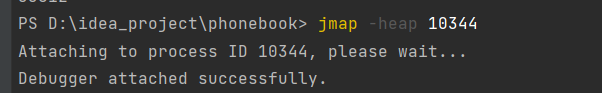 PS D:\idea_project\phonebook> jmap -heap 10344
Attaching to process ID 10344, please wait...
Debugger attached successfully.